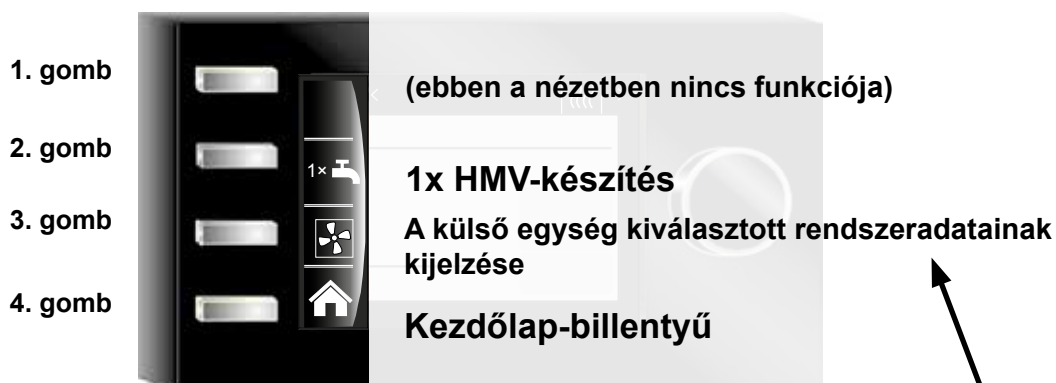 1. gomb
(ebben a nézetben nincs funkciója)
2. gomb
1×
1x HMV-készítés
3. gomb
A külső egység kiválasztott rendszeradatainak
kijelzése
4. gomb
Kezdőlap-billentyű